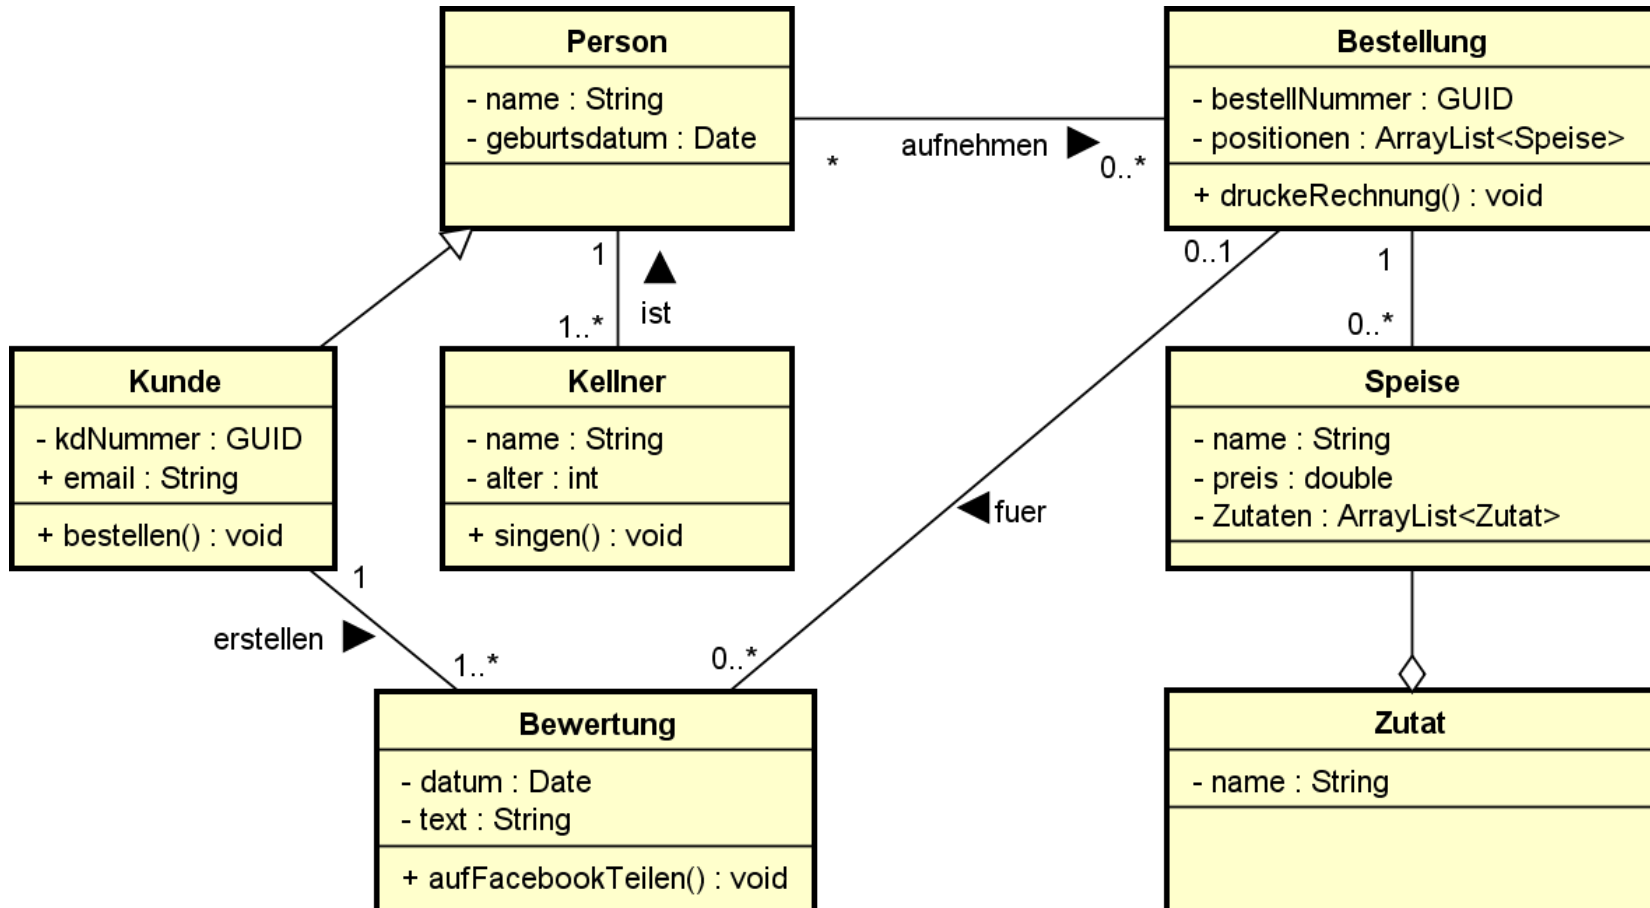 Person
- name : String
- geburtsdatum : Date
Bestellung
- bestellNummer : GUID
- positionen : ArrayList<Speise>
+ druckeRechnung() : void
*
aufnehmen
0..*
1
ist
1..*
0..1
1
0..*
Kunde
- kdNummer : GUID
+ email : String
+ bestellen() : void
Kellner
- name : String
- alter : int
+ singen() : void
Speise
- name : String
- preis : double
- Zutaten : ArrayList<Zutat>
fuer
1
erstellen
1..*
0..*
Bewertung
- datum : Date
- text : String
+ aufFacebookTeilen() : void
Zutat
- name : String